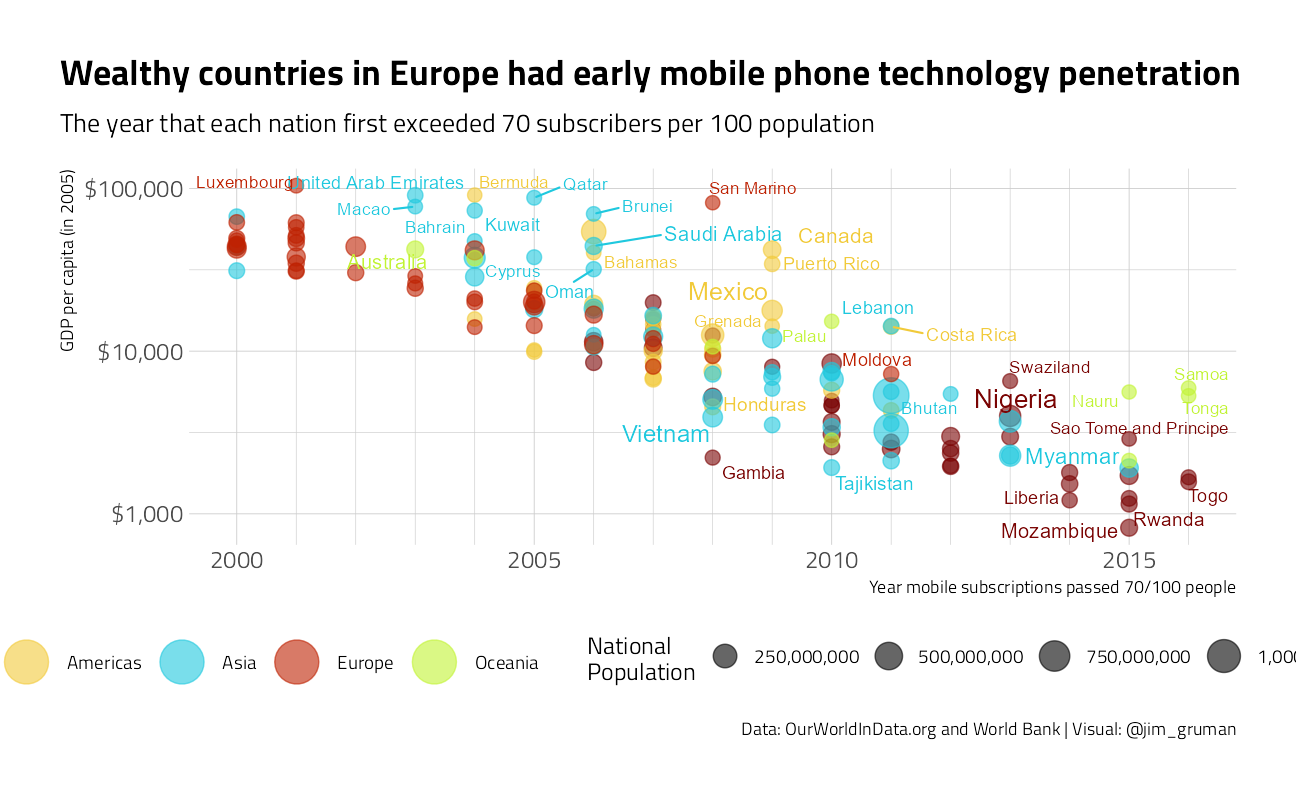 Wealthy countries in Europe had early mobile phone technology penetration
The year that each nation first exceeded 70 subscribers per 100 population
GDP per capita (in 2005)
$100,000
$10,000
$1,000
Luxembourg
United Arab Emirates
Bermuda
Qatar
San Marino
Macao
Brunei
Bahrain
Kuwait
Saudi Arabia
Canada
Australia
Cyprus
Bahamas
Puerto Rico
Oman
Mexico
Lebanon
Grenada
Palau
Costa Rica
Moldova
Swaziland
Samoa
Honduras
Bhutan
Nigeria
Nauru
Tonga
Vietnam
Sao Tome and Principe
Myanmar
Gambia
Tajikistan
Liberia
Togo
Mozambique
Rwanda
2000
2005
2010
2015
Year mobile subscriptions passed 70/100 people
Americas
Asia
Europe
Oceania
National
Population
250,000,000
500,000,000
750,000,000
1,00
Data: OurWorldInData.org and World Bank | Visual: @jim_gruman